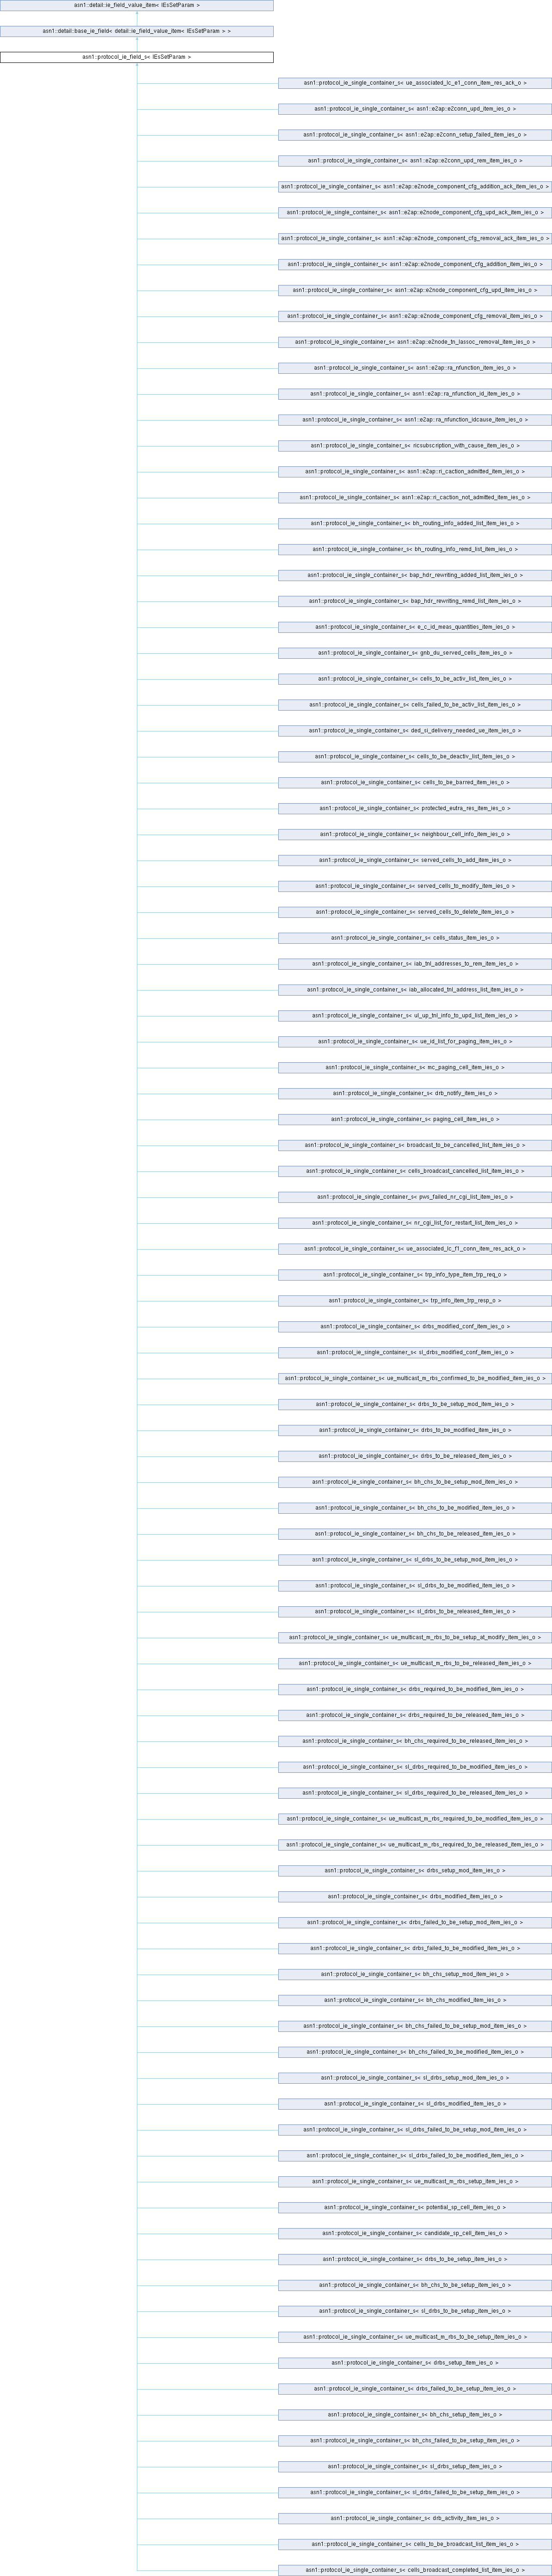 asn1::detail::ie_field_value_item< IEsSetParam >
asn1::detail::base_ie_field< detail::ie_field_value_item< IEsSetParam > >
asn1::protocol_ie_field_s< IEsSetParam >
asn1::protocol_ie_single_container_s< ue_associated_lc_e1_conn_item_res_ack_o >
asn1::protocol_ie_single_container_s< asn1::e2ap::e2conn_upd_item_ies_o >
asn1::protocol_ie_single_container_s< asn1::e2ap::e2conn_setup_failed_item_ies_o >
asn1::protocol_ie_single_container_s< asn1::e2ap::e2conn_upd_rem_item_ies_o >
asn1::protocol_ie_single_container_s< asn1::e2ap::e2node_component_cfg_addition_ack_item_ies_o >
asn1::protocol_ie_single_container_s< asn1::e2ap::e2node_component_cfg_upd_ack_item_ies_o >
asn1::protocol_ie_single_container_s< asn1::e2ap::e2node_component_cfg_removal_ack_item_ies_o >
asn1::protocol_ie_single_container_s< asn1::e2ap::e2node_component_cfg_addition_item_ies_o >
asn1::protocol_ie_single_container_s< asn1::e2ap::e2node_component_cfg_upd_item_ies_o >
asn1::protocol_ie_single_container_s< asn1::e2ap::e2node_component_cfg_removal_item_ies_o >
asn1::protocol_ie_single_container_s< asn1::e2ap::e2node_tn_lassoc_removal_item_ies_o >
asn1::protocol_ie_single_container_s< asn1::e2ap::ra_nfunction_item_ies_o >
asn1::protocol_ie_single_container_s< asn1::e2ap::ra_nfunction_id_item_ies_o >
asn1::protocol_ie_single_container_s< asn1::e2ap::ra_nfunction_idcause_item_ies_o >
asn1::protocol_ie_single_container_s< ricsubscription_with_cause_item_ies_o >
asn1::protocol_ie_single_container_s< asn1::e2ap::ri_caction_admitted_item_ies_o >
asn1::protocol_ie_single_container_s< asn1::e2ap::ri_caction_not_admitted_item_ies_o >
asn1::protocol_ie_single_container_s< bh_routing_info_added_list_item_ies_o >
asn1::protocol_ie_single_container_s< bh_routing_info_remd_list_item_ies_o >
asn1::protocol_ie_single_container_s< bap_hdr_rewriting_added_list_item_ies_o >
asn1::protocol_ie_single_container_s< bap_hdr_rewriting_remd_list_item_ies_o >
asn1::protocol_ie_single_container_s< e_c_id_meas_quantities_item_ies_o >
asn1::protocol_ie_single_container_s< gnb_du_served_cells_item_ies_o >
asn1::protocol_ie_single_container_s< cells_to_be_activ_list_item_ies_o >
asn1::protocol_ie_single_container_s< cells_failed_to_be_activ_list_item_ies_o >
asn1::protocol_ie_single_container_s< ded_si_delivery_needed_ue_item_ies_o >
asn1::protocol_ie_single_container_s< cells_to_be_deactiv_list_item_ies_o >
asn1::protocol_ie_single_container_s< cells_to_be_barred_item_ies_o >
asn1::protocol_ie_single_container_s< protected_eutra_res_item_ies_o >
asn1::protocol_ie_single_container_s< neighbour_cell_info_item_ies_o >
asn1::protocol_ie_single_container_s< served_cells_to_add_item_ies_o >
asn1::protocol_ie_single_container_s< served_cells_to_modify_item_ies_o >
asn1::protocol_ie_single_container_s< served_cells_to_delete_item_ies_o >
asn1::protocol_ie_single_container_s< cells_status_item_ies_o >
asn1::protocol_ie_single_container_s< iab_tnl_addresses_to_rem_item_ies_o >
asn1::protocol_ie_single_container_s< iab_allocated_tnl_address_list_item_ies_o >
asn1::protocol_ie_single_container_s< ul_up_tnl_info_to_upd_list_item_ies_o >
asn1::protocol_ie_single_container_s< ue_id_list_for_paging_item_ies_o >
asn1::protocol_ie_single_container_s< mc_paging_cell_item_ies_o >
asn1::protocol_ie_single_container_s< drb_notify_item_ies_o >
asn1::protocol_ie_single_container_s< paging_cell_item_ies_o >
asn1::protocol_ie_single_container_s< broadcast_to_be_cancelled_list_item_ies_o >
asn1::protocol_ie_single_container_s< cells_broadcast_cancelled_list_item_ies_o >
asn1::protocol_ie_single_container_s< pws_failed_nr_cgi_list_item_ies_o >
asn1::protocol_ie_single_container_s< nr_cgi_list_for_restart_list_item_ies_o >
asn1::protocol_ie_single_container_s< ue_associated_lc_f1_conn_item_res_ack_o >
asn1::protocol_ie_single_container_s< trp_info_type_item_trp_req_o >
asn1::protocol_ie_single_container_s< trp_info_item_trp_resp_o >
asn1::protocol_ie_single_container_s< drbs_modified_conf_item_ies_o >
asn1::protocol_ie_single_container_s< sl_drbs_modified_conf_item_ies_o >
asn1::protocol_ie_single_container_s< ue_multicast_m_rbs_confirmed_to_be_modified_item_ies_o >
asn1::protocol_ie_single_container_s< drbs_to_be_setup_mod_item_ies_o >
asn1::protocol_ie_single_container_s< drbs_to_be_modified_item_ies_o >
asn1::protocol_ie_single_container_s< drbs_to_be_released_item_ies_o >
asn1::protocol_ie_single_container_s< bh_chs_to_be_setup_mod_item_ies_o >
asn1::protocol_ie_single_container_s< bh_chs_to_be_modified_item_ies_o >
asn1::protocol_ie_single_container_s< bh_chs_to_be_released_item_ies_o >
asn1::protocol_ie_single_container_s< sl_drbs_to_be_setup_mod_item_ies_o >
asn1::protocol_ie_single_container_s< sl_drbs_to_be_modified_item_ies_o >
asn1::protocol_ie_single_container_s< sl_drbs_to_be_released_item_ies_o >
asn1::protocol_ie_single_container_s< ue_multicast_m_rbs_to_be_setup_at_modify_item_ies_o >
asn1::protocol_ie_single_container_s< ue_multicast_m_rbs_to_be_released_item_ies_o >
asn1::protocol_ie_single_container_s< drbs_required_to_be_modified_item_ies_o >
asn1::protocol_ie_single_container_s< drbs_required_to_be_released_item_ies_o >
asn1::protocol_ie_single_container_s< bh_chs_required_to_be_released_item_ies_o >
asn1::protocol_ie_single_container_s< sl_drbs_required_to_be_modified_item_ies_o >
asn1::protocol_ie_single_container_s< sl_drbs_required_to_be_released_item_ies_o >
asn1::protocol_ie_single_container_s< ue_multicast_m_rbs_required_to_be_modified_item_ies_o >
asn1::protocol_ie_single_container_s< ue_multicast_m_rbs_required_to_be_released_item_ies_o >
asn1::protocol_ie_single_container_s< drbs_setup_mod_item_ies_o >
asn1::protocol_ie_single_container_s< drbs_modified_item_ies_o >
asn1::protocol_ie_single_container_s< drbs_failed_to_be_setup_mod_item_ies_o >
asn1::protocol_ie_single_container_s< drbs_failed_to_be_modified_item_ies_o >
asn1::protocol_ie_single_container_s< bh_chs_setup_mod_item_ies_o >
asn1::protocol_ie_single_container_s< bh_chs_modified_item_ies_o >
asn1::protocol_ie_single_container_s< bh_chs_failed_to_be_setup_mod_item_ies_o >
asn1::protocol_ie_single_container_s< bh_chs_failed_to_be_modified_item_ies_o >
asn1::protocol_ie_single_container_s< sl_drbs_setup_mod_item_ies_o >
asn1::protocol_ie_single_container_s< sl_drbs_modified_item_ies_o >
asn1::protocol_ie_single_container_s< sl_drbs_failed_to_be_setup_mod_item_ies_o >
asn1::protocol_ie_single_container_s< sl_drbs_failed_to_be_modified_item_ies_o >
asn1::protocol_ie_single_container_s< ue_multicast_m_rbs_setup_item_ies_o >
asn1::protocol_ie_single_container_s< potential_sp_cell_item_ies_o >
asn1::protocol_ie_single_container_s< candidate_sp_cell_item_ies_o >
asn1::protocol_ie_single_container_s< drbs_to_be_setup_item_ies_o >
asn1::protocol_ie_single_container_s< bh_chs_to_be_setup_item_ies_o >
asn1::protocol_ie_single_container_s< sl_drbs_to_be_setup_item_ies_o >
asn1::protocol_ie_single_container_s< ue_multicast_m_rbs_to_be_setup_item_ies_o >
asn1::protocol_ie_single_container_s< drbs_setup_item_ies_o >
asn1::protocol_ie_single_container_s< drbs_failed_to_be_setup_item_ies_o >
asn1::protocol_ie_single_container_s< bh_chs_setup_item_ies_o >
asn1::protocol_ie_single_container_s< bh_chs_failed_to_be_setup_item_ies_o >
asn1::protocol_ie_single_container_s< sl_drbs_setup_item_ies_o >
asn1::protocol_ie_single_container_s< sl_drbs_failed_to_be_setup_item_ies_o >
asn1::protocol_ie_single_container_s< drb_activity_item_ies_o >
asn1::protocol_ie_single_container_s< cells_to_be_broadcast_list_item_ies_o >
asn1::protocol_ie_single_container_s< cells_broadcast_completed_list_item_ies_o >